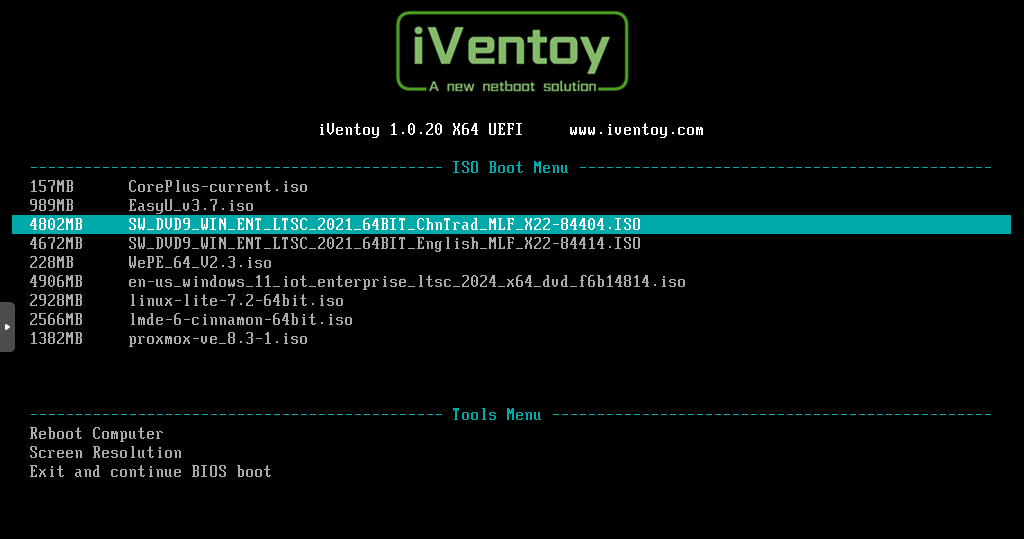 iVentoy
A new netboot solution
iVentoy 1.0.20 X64 UEFI www.iventoy.com
---------------------------------------------- ISO Boot Menu ----------------------------------------------
157MB CorePlus-current.iso
989MB EasyU_v3.7.iso
4802MB SW_DVD9_WIN_ENT_LTSC_2021_64BIT_ChnTrad_MLF_X22-84404.ISO
4672MB SW_DVD9_WIN_ENT_LTSC_2021_64BIT_English_MLF_X22-84414.ISO
228MB WePE_64_V2.3.iso
4906MB en-us_windows_11_iot_enterprise_ltsc_2024_x64_dvd_f6b14814.iso
2928MB linux-lite-7.2-64bit.iso
2566MB lmde-6-cinnamon-64bit.iso
1382MB proxmox-ve_8.3-1.iso
---------------------------------------------- Tools Menu -------------------------------------------------
Reboot Computer
Screen Resolution
Exit and continue BIOS boot